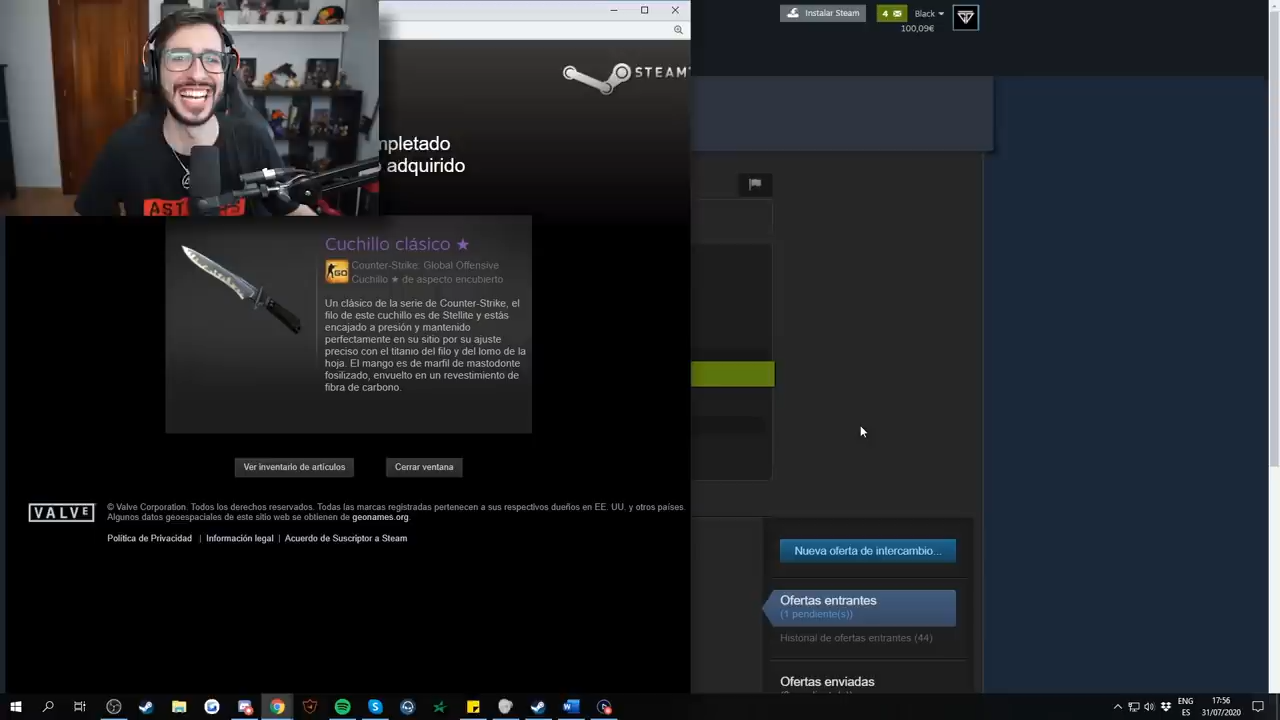 Instalar Steam
4
Black
100,09€
STEAM
mpletado
adquirido
AST
Cuchillo clásico ★
Counter-Strike: Global Offensive
Cuchillo ★ de aspecto encubierto
Un clásico de la serie de Counter-Strike, el
filo de este cuchillo es de Stellite y estás
encajado a presión y mantenido
perfectamente en su sitio por su ajuste
preciso con el titanio del filo y del lomo de la
hoja. El mango es de marfil de mastodonte
fosilizado, envuelto en un revestimiento de
fibra de carbono.
Ver inventario de artículos
Cerrar ventana
VALVE
© Valve Corporation. Todos los derechos reservados. Todas las marcas registradas pertenecen a sus respectivos dueños en EE. UU. y otros países.
Algunos datos geoespaciales de este sitio web se obtienen de geonames.org.
Política de Privacidad | Información legal | Acuerdo de Suscriptor a Steam
Nueva oferta de intercambio...
Ofertas entrantes
(1 pendiente(s))
Historial de ofertas entrantes (44)
Ofertas enviadas
ENG
ES
17:56
31/07/2020